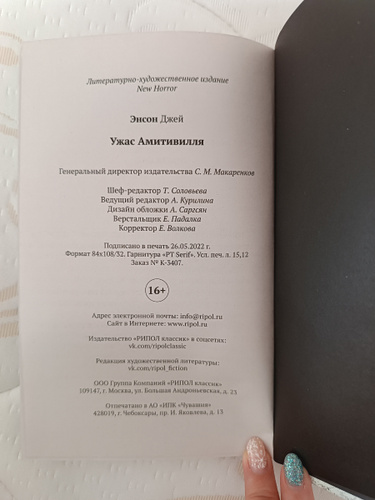 Литературно-художественное издание
New Horror
Энсон Джей
Ужас Амитивилля
Генеральный директор издательства С. М. Макаренков
Шеф-редактор Т. Соловьева
Ведущий редактор А. Курилина
Дизайн обложки А. Саргсян
Верстальщик Е. Падалка
Корректор Е. Волкова
Подписано в печать 26.05.2022 г.
Формат 84х108/32. Гарнитура «PT Serif». Усл. печ. л. 15,12
Заказ № К-3407.
16+
Адрес электронной почты: info@ripol.ru
Сайт в Интернете: www.ripol.ru
Издательство «РИПОЛ классик» в соцсетях:
vk.com/ripolclassic
Редакция художественной литературы:
vk.com/ripol_fiction
ООО Группа Компаний «РИПОЛ классик»
109147, г. Москва, ул. Большая Андроньевская, д. 23
Отпечатано в АО «ИПК «Чувашия»
428019, г. Чебоксары, пр. И. Яковлева, д. 13